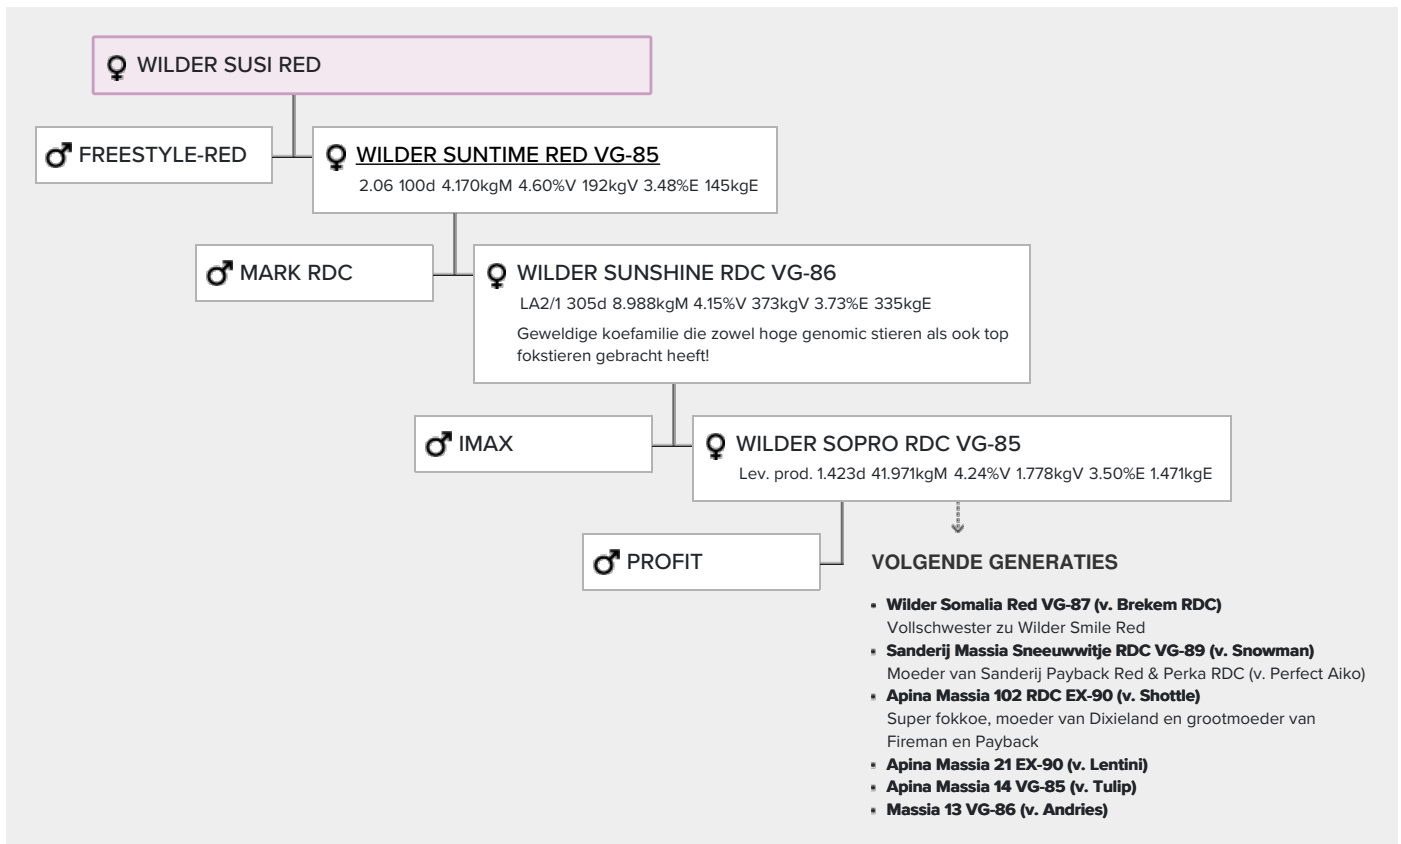 WILDER SUSI RED
FREESTYLE-RED
WILDER SUNTIME RED VG-85
2.06 100d 4.170kgM 4.60%V 192kgV 3.48%E 145kgE
MARK RDC
WILDER SUNSHINE RDC VG-86
LA2/1 305d 8.988kgM 4.15%V 373kgV 3.73%E 335kgE
Geweldige koefamilie die zowel hoge genomic stieren als ook top
fokstieren gebracht heeft!
IMAX
WILDER SOPRO RDC VG-85
Lev. prod. 1.423d 41.971kgM 4.24%V 1.778kgV 3.50%E 1.471kgE
PROFIT
VOLGENDE GENERATIES
Wilder Somalia Red VG-87 (v. Brekem RDC)
Vollschwester zu Wilder Smile Red
Sanderij Massia Sneeuwwitje RDC VG-89 (v. Snowman)
Moeder van Sanderij Payback Red & Perka RDC (v. Perfect Aiko)
Apina Massia 102 RDC EX-90 (v. Shottle)
Super fokkoe, moeder van Dixieland en grootmoeder van
Fireman en Payback
Apina Massia 21 EX-90 (v. Lentini)
Apina Massia 14 VG-85 (v. Tulip)
Massia 13 VG-86 (v. Andries)